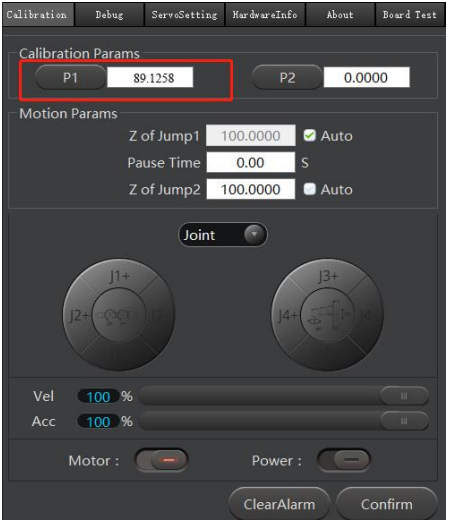 Calibration Debug ServoSetting HardwareInfo About Board Test
Calibration Params
P1 89.1258 P2 0.0000
Motion Params
Z of Jump1 100.0000 Auto
Pause Time 0.00 S
Z of Jump2 100.0000 Auto
Joint
J1+ J3+
J2+ J2- J4+ J4-
Vel 100 %
Acc 100 %
Motor : Power :
ClearAlarm Confirm